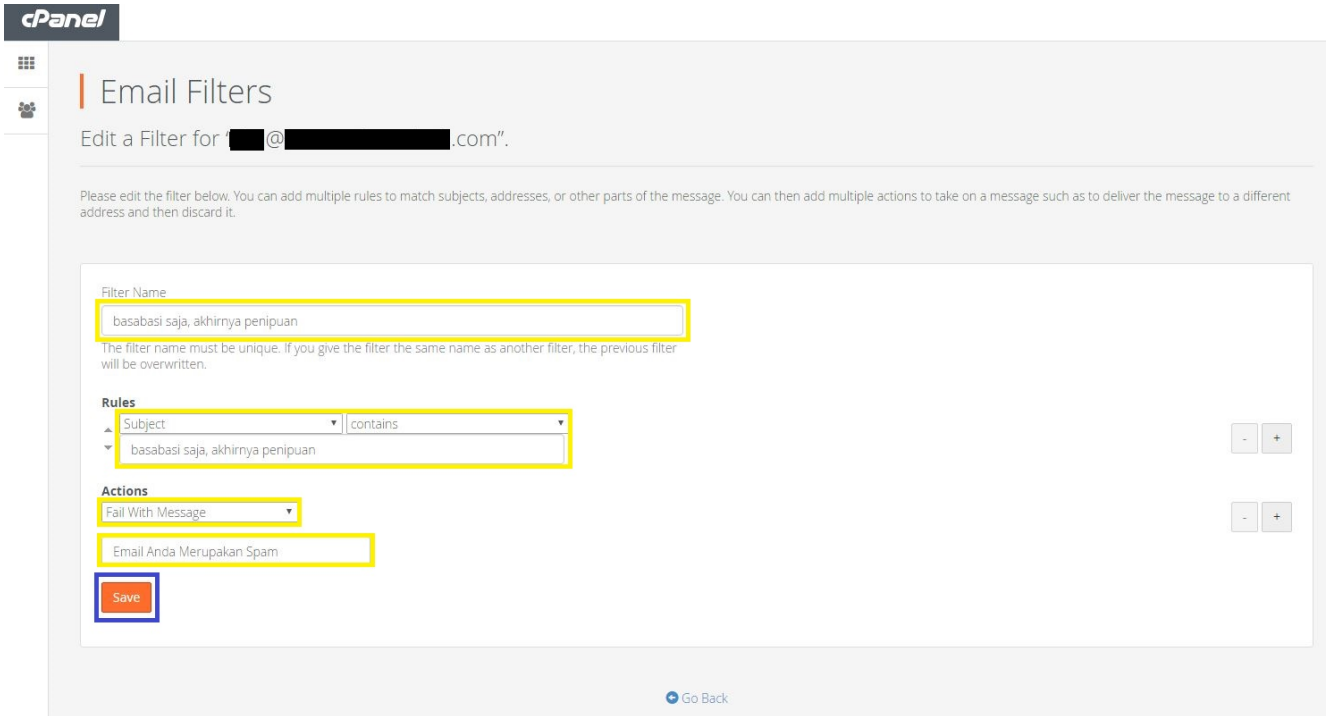 cPanel
Email Filters
Edit a Filter for "@.com".
Please edit the filter below. You can add multiple rules to match subjects, addresses, or other parts of the message. You can then add multiple actions to take on a message such as to deliver the message to a different
address and then discard it.
Filter Name
basabasi saja, akhirnya penipuan
The filter name must be unique. If you give the filter the same name as another filter, the previous filter
will be overwritten.
Rules
Subject contains
basabasi saja, akhirnya penipuan
- +
Actions
Fail With Message
- +
Email Anda Merupakan Spam
Save
Go Back